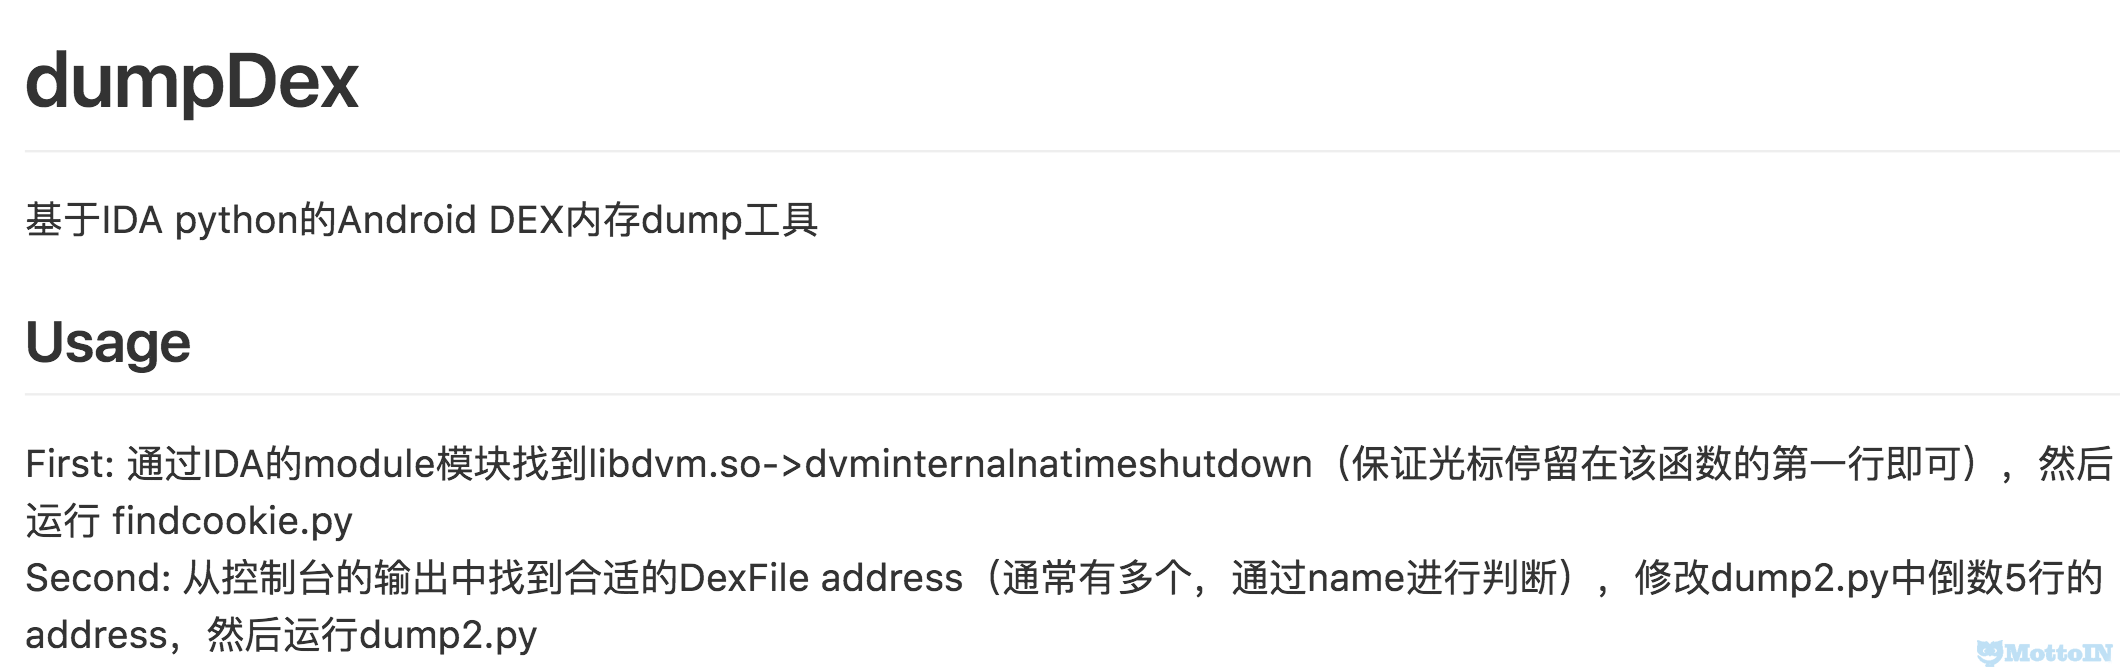 dumpDex
基于IDA python的Android DEX内存dump工具
Usage
First: 通过IDA的module模块找到libdvm.so->dvminternalnatimeshutdown（保证光标停留在该函数的第一行即可），然后
运行 findcookie.py
Second: 从控制台的输出中找到合适的DexFile address（通常有多个，通过name进行判断），修改dump2.py中倒数5行的
address，然后运行dump2.py
MottoIN